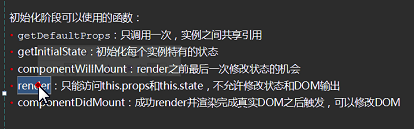 初始化阶段可以使用的函数：
getDefaultProps：只调用一次，实例之间共享引用
getInitialState：初始化每个实例特有的状态
componentWillMount：render之前最后一次修改状态的机会
render：只能访问this.props和this.state，不允许修改状态和DOM输出
componentDidMount：成功render并渲染完成真实DOM之后触发，可以修改DOM